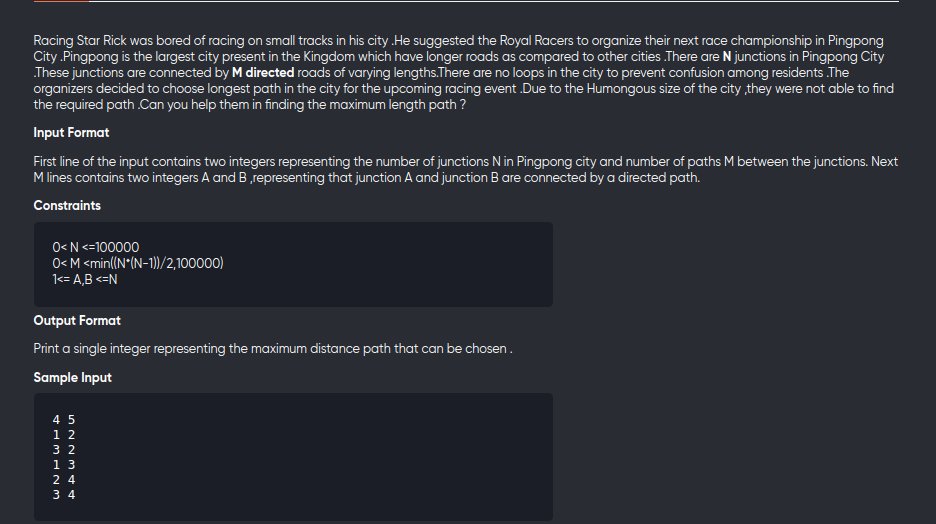 Racing Star Rick was bored of racing on small tracks in his city .He suggested the Royal Racers to organize their next race championship in Pingpong
City .Pingpong is the largest city present in the Kingdom which have longer roads as compared to other cities .There are N junctions in Pingpong City
.These junctions are connected by M directed roads of varying lengths.There are no loops in the city to prevent confusion among residents .The
organizers decided to choose longest path in the city for the upcoming racing event .Due to the Humongous size of the city ,they were not able to find
the required path .Can you help them in finding the maximum length path ?
Input Format
First line of the input contains two integers representing the number of junctions N in Pingpong city and number of paths M between the junctions. Next
M lines contains two integers A and B ,representing that junction A and junction B are connected by a directed path.
Constraints
0< N <=100000
0< M <min((N*(N-1))/2,100000)
1<= A,B <=N
Output Format
Print a single integer representing the maximum distance path that can be chosen .
Sample Input
4 5
1 2
3 2
1 3
2 4
3 4